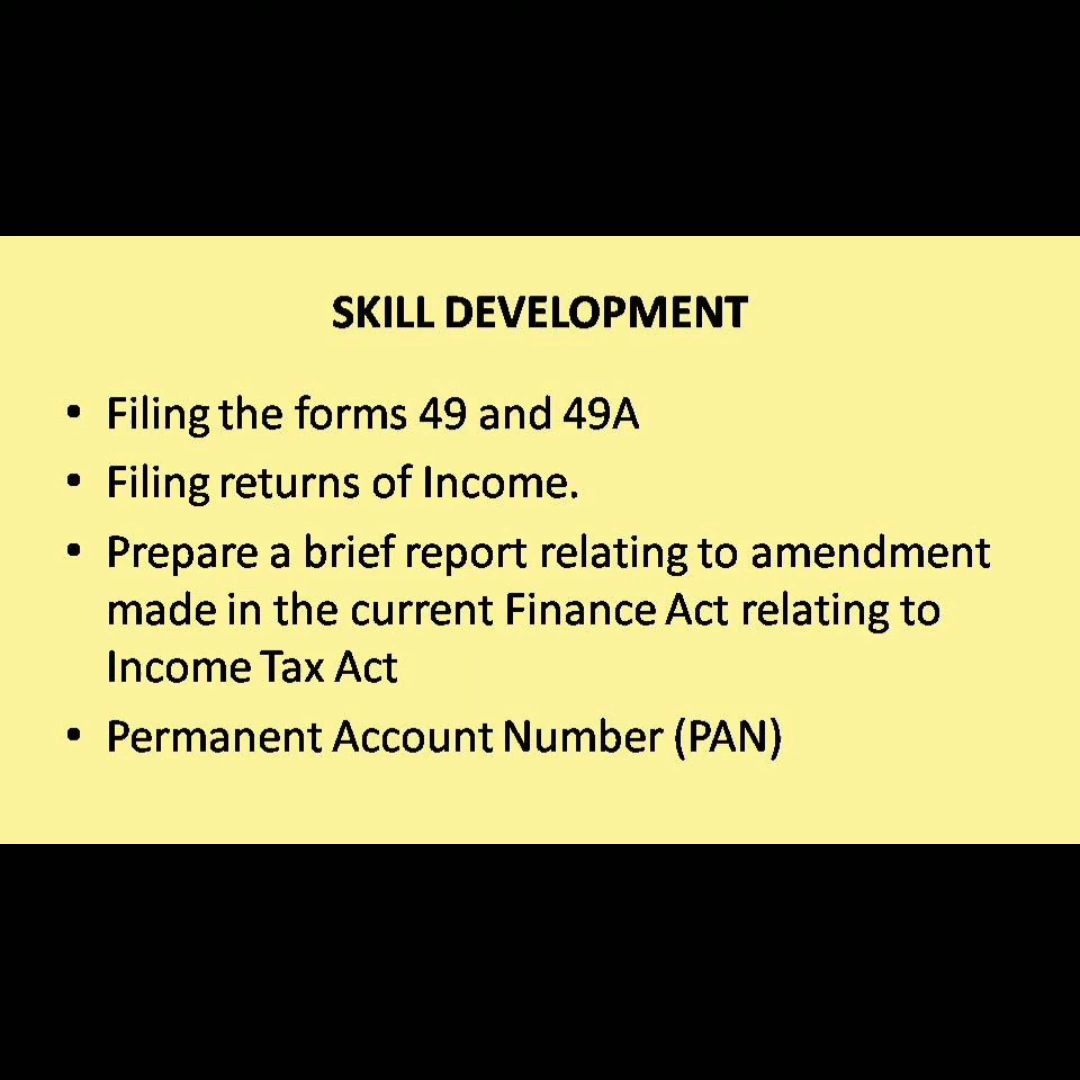 SKILL DEVELOPMENT
• Filing the forms 49 and 49A
• Filing returns of Income.
• Prepare a brief report relating to amendment
made in the current Finance Act relating to
Income Tax Act
• Permanent Account Number (PAN)